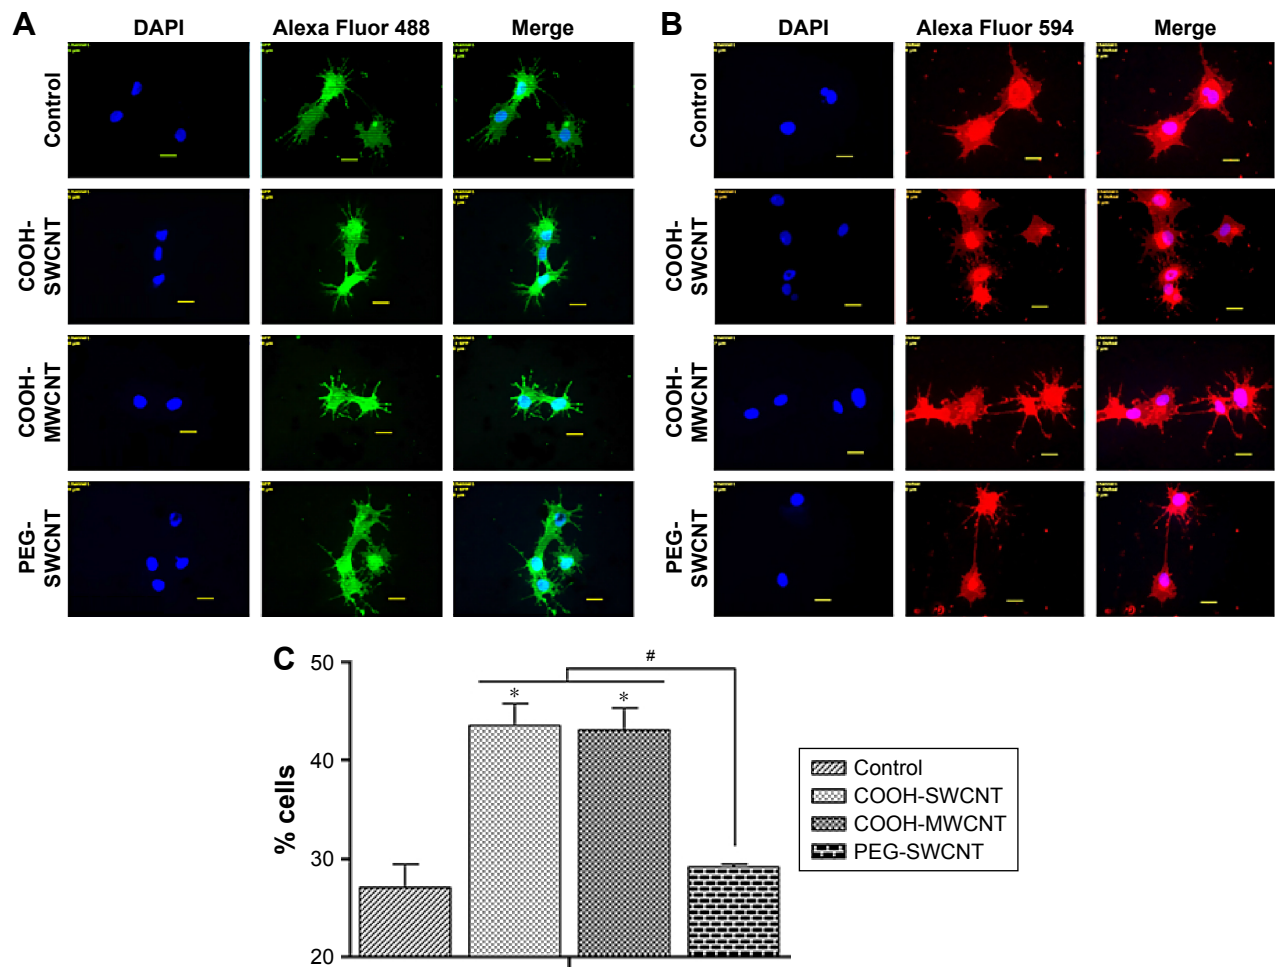 A
DAPI Alexa Fluor 488 Merge
Control
COOH-
SWCNT
COOH-
MWCNT
PEG-
SWCNT
B
DAPI Alexa Fluor 594 Merge
Control
COOH-
SWCNT
COOH-
MWCNT
PEG-
SWCNT
C
% cells
50
40
30
20
* *
#
Control
COOH-SWCNT
COOH-MWCNT
PEG-SWCNT